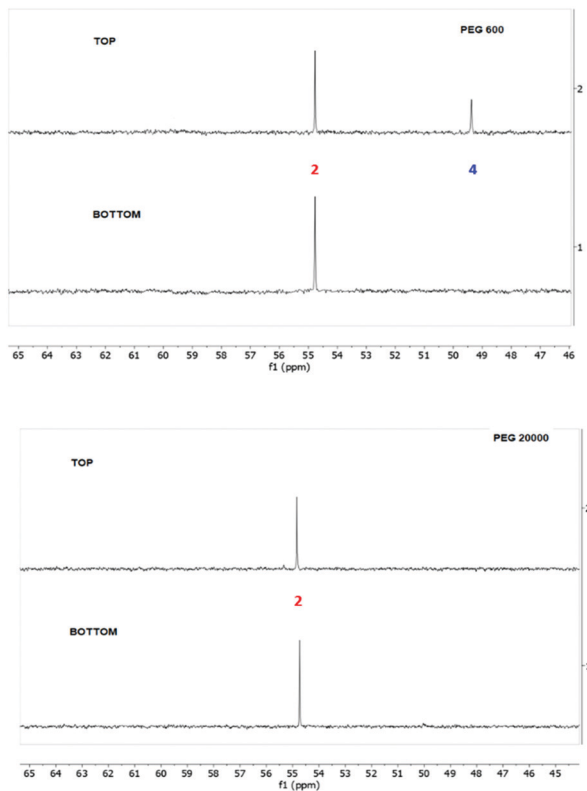 PEG 600
TOP
2
2 4
BOTTOM
1
65 64 63 62 61 60 59 58 57 56 55 54 53 52 51 50 49 48 47 46
f1 (ppm)
PEG 20000
TOP
2
BOTTOM
65 64 63 62 61 60 59 58 57 56 55 54 53 52 51 50 49 48 47 46 45
f1 (ppm)